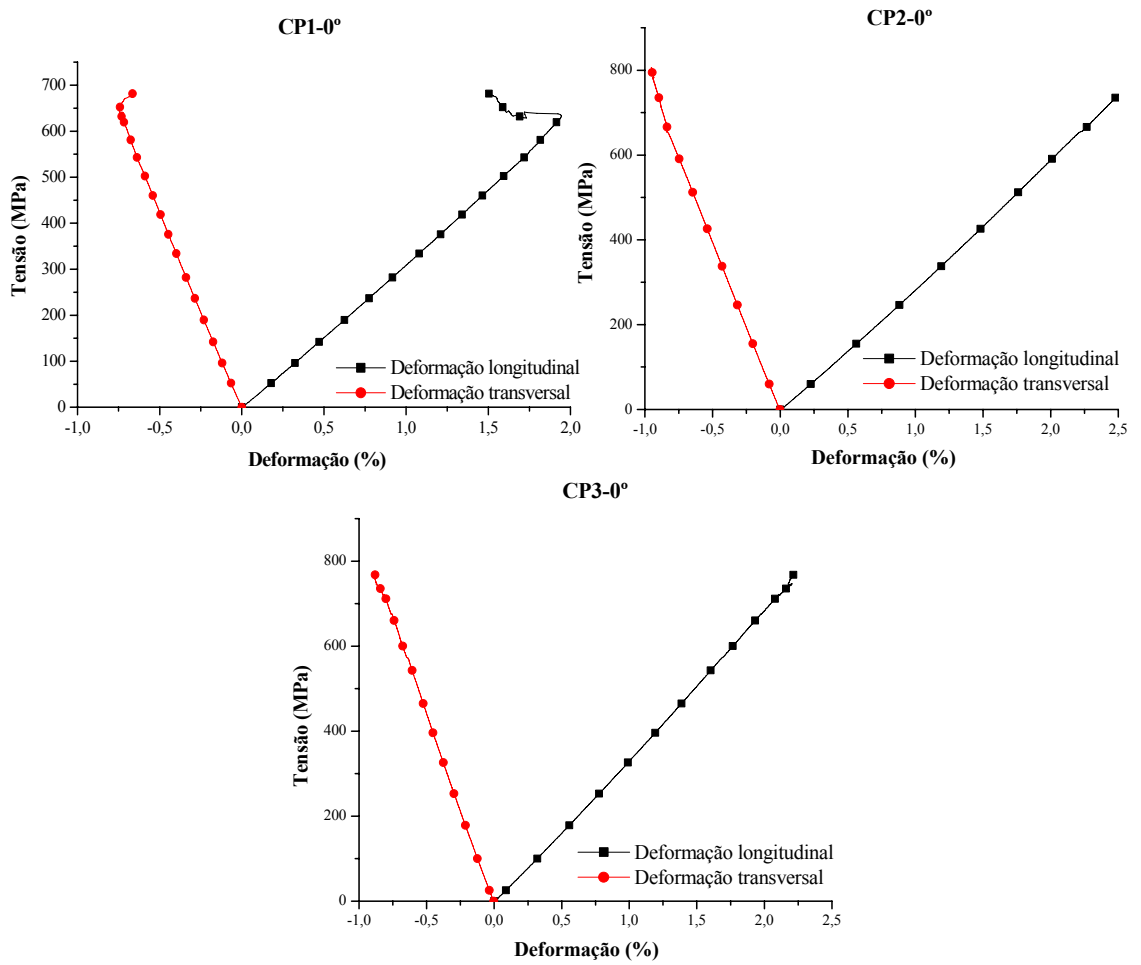 CP1-0º
700
600
500
400
300
200
100
0
Tensão (MPa)
-1,0 -0,5 0,0 0,5 1,0 1,5 2,0
Deformação (%)
Deformação longitudinal
Deformação transversal
CP2-0º
800
600
400
200
0
Tensão (MPa)
-1,0 -0,5 0,0 0,5 1,0 1,5 2,0 2,5
Deformação (%)
Deformação longitudinal
Deformação transversal
CP3-0º
800
600
400
200
0
Tensão (MPa)
-1,0 -0,5 0,0 0,5 1,0 1,5 2,0 2,5
Deformação (%)
Deformação longitudinal
Deformação transversal